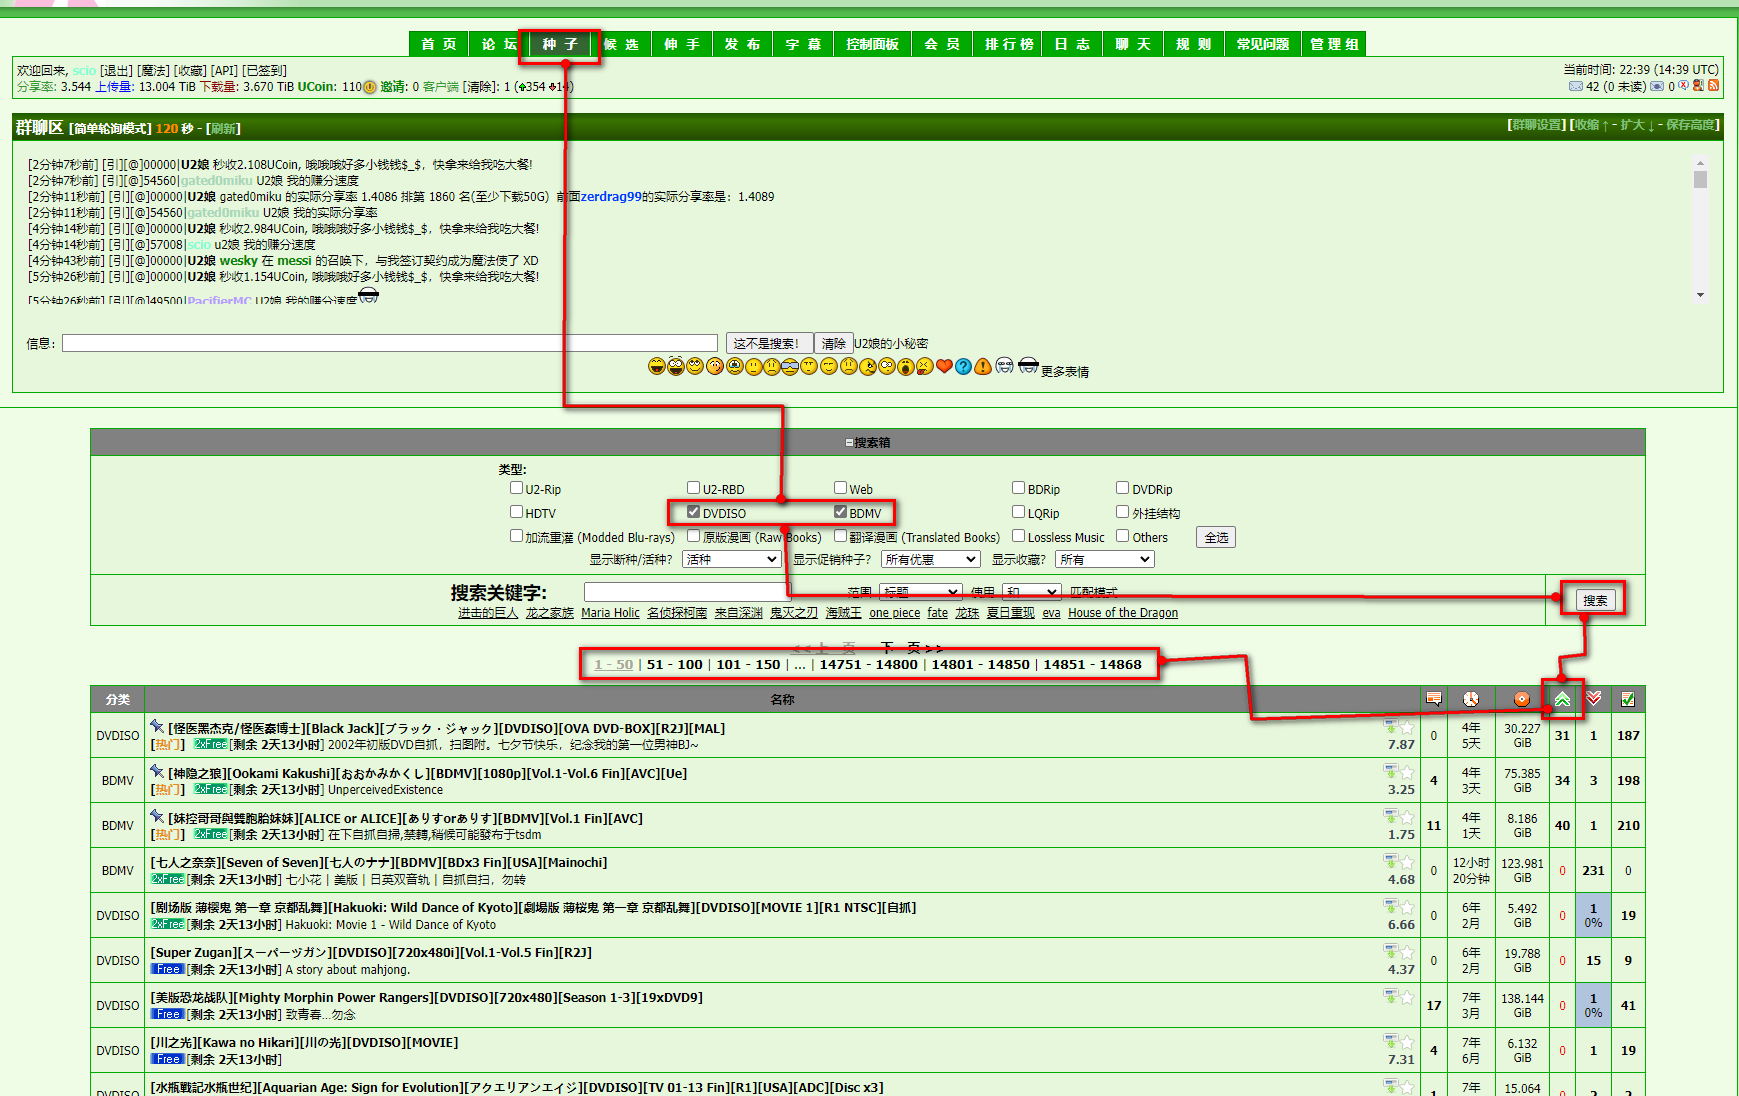 首 页 论 坛 种 子 候 选 伸 手 发 布 字 幕 控制面板 会 员 排 行 榜 日 志 聊 天 规 则 常见问题 管 理 组
欢迎回来, scio [退出] [魔法] [收藏] [API] [已签到]
当前时间: 22:39 (14:39 UTC)
分享率: 3.544 上传量: 13.004 TiB 下载量: 3.670 TiB UCoin: 110 邀请: 0 客户端 [清除]: 1 (354 14)
42 (0 未读) 0
群聊区 [简单轮询模式] 120 秒 - [刷新]
[群聊设置] [收缩 ↑ - 扩大 ↓ - 保存高度]
[2分钟7秒前] [引][@]00000|U2娘 秒收2.108UCoin, 哦哦哦好多小钱钱$_$, 快拿来给我吃大餐!
[2分钟7秒前] [引][@]54560|gated0miku U2娘 我的赚分速度
[2分钟11秒前] [引][@]00000|U2娘 gated0miku 的实际分享率 1.4086 排第 1860 名(至少下载50G) 前面zerdrag99的实际分享率是: 1.4089
[2分钟11秒前] [引][@]54560|gated0miku U2娘 我的实际分享率
[4分钟14秒前] [引][@]00000|U2娘 秒收2.984UCoin, 哦哦哦好多小钱钱$_$, 快拿来给我吃大餐!
[4分钟14秒前] [引][@]57008|scio u2娘 我的赚分速度
[4分钟43秒前] [引][@]00000|U2娘 wesky 在 messi 的召唤下, 与我签订契约成为魔法使了 XD
[5分钟26秒前] [引][@]00000|U2娘 秒收1.154UCoin, 哦哦哦好多小钱钱$_$, 快拿来给我吃大餐!
[5分钟26秒前] [引][@]49500|PacifierMC U2娘 我的赚分速度
信息: 这不是搜索! 清除 U2娘的小秘密
更多表情
搜索箱
类型:
U2-Rip U2-RBD Web BDRip DVDRip
HDTV DVDISO BDMV LQRip 外挂结构
加流重灌 (Modded Blu-rays) 原版漫画 (Raw Books) 翻译漫画 (Translated Books) Lossless Music Others 全选
显示断种/活种? 活种 显示促销种子? 所有优惠 显示收藏? 所有
搜索关键字: 范围 标题 使用 和 匹配模式 搜索
进击的巨人 龙之家族 Maria Holic 名侦探柯南 来自深渊 鬼灭之刃 海贼王 one piece fate 龙珠 夏日重现 eva House of the Dragon
<< 上一页 下一页 >>
1 - 50 | 51 - 100 | 101 - 150 | ... | 14751 - 14800 | 14801 - 14850 | 14851 - 14868
分类 名称
DVDISO [怪医黑杰克/怪医秦博士][Black Jack][ブラック・ジャック][DVDISO][OVA DVD-BOX][R2J][MAL]
[热门] 2xFree [剩余 2天13小时] 2002年初版DVD自抓，扫图附。七夕节快乐，纪念我的第一位男神BJ~ 7.87 0 4年 5天 30.227 GiB 31 1 187
BDMV [神隐之狼][Ookami Kakushi][おおかみかくし][BDMV][1080p][Vol.1-Vol.6 Fin][AVC][Ue]
[热门] 2xFree [剩余 2天13小时] UnperceivedExistence 3.25 4 4年 3天 75.385 GiB 34 3 198
BDMV [妹控哥哥與雙胞胎妹妹][ALICE or ALICE][ありすorありす][BDMV][Vol.1 Fin][AVC]
[热门] 2xFree [剩余 2天13小时] 在下自抓自掃,禁轉,稍候可能發布于tsdm 1.75 11 4年 1天 8.186 GiB 40 1 210
BDMV [七人之奈奈][Seven of Seven][七人のナナ][BDMV][BDx3 Fin][USA][Mainochi]
2xFree [剩余 2天13小时] 七小花 | 美版 | 日英双音轨 | 自抓自扫，勿转 4.68 0 12小时 20分钟 123.981 GiB 0 231 0
DVDISO [剧场版 薄樱鬼 第一章 京都乱舞][Hakuoki: Wild Dance of Kyoto][劇場版 薄桜鬼 第一章 京都乱舞][DVDISO][MOVIE 1][R1 NTSC][自抓]
2xFree [剩余 2天13小时] Hakuoki: Movie 1 - Wild Dance of Kyoto 6.66 0 6年 2月 5.492 GiB 0 1 0% 19
DVDISO [Super Zugan][スーパーヅガン][DVDISO][720x480i][Vol.1-Vol.5 Fin][R2J]
Free [剩余 2天13小时] A story about mahjong. 4.37 0 6年 2月 19.788 GiB 0 15 9
DVDISO [美版恐龙战队][Mighty Morphin Power Rangers][DVDISO][720x480][Season 1-3][19xDVD9]
Free [剩余 2天13小时] 致青春...勿念 17 7年 3月 138.144 GiB 0 1 0% 41
DVDISO [川之光][Kawa no Hikari][川の光][DVDISO][MOVIE]
Free [剩余 2天13小时] 7.31 4 7年 6月 6.132 GiB 0 1 19
DVDISO [水瓶戰記水瓶世纪][Aquarian Age: Sign for Evolution][アクエリアンエイジ][DVDISO][TV 01-13 Fin][R1][USA][ADC][Disc x3]
7年 15.064